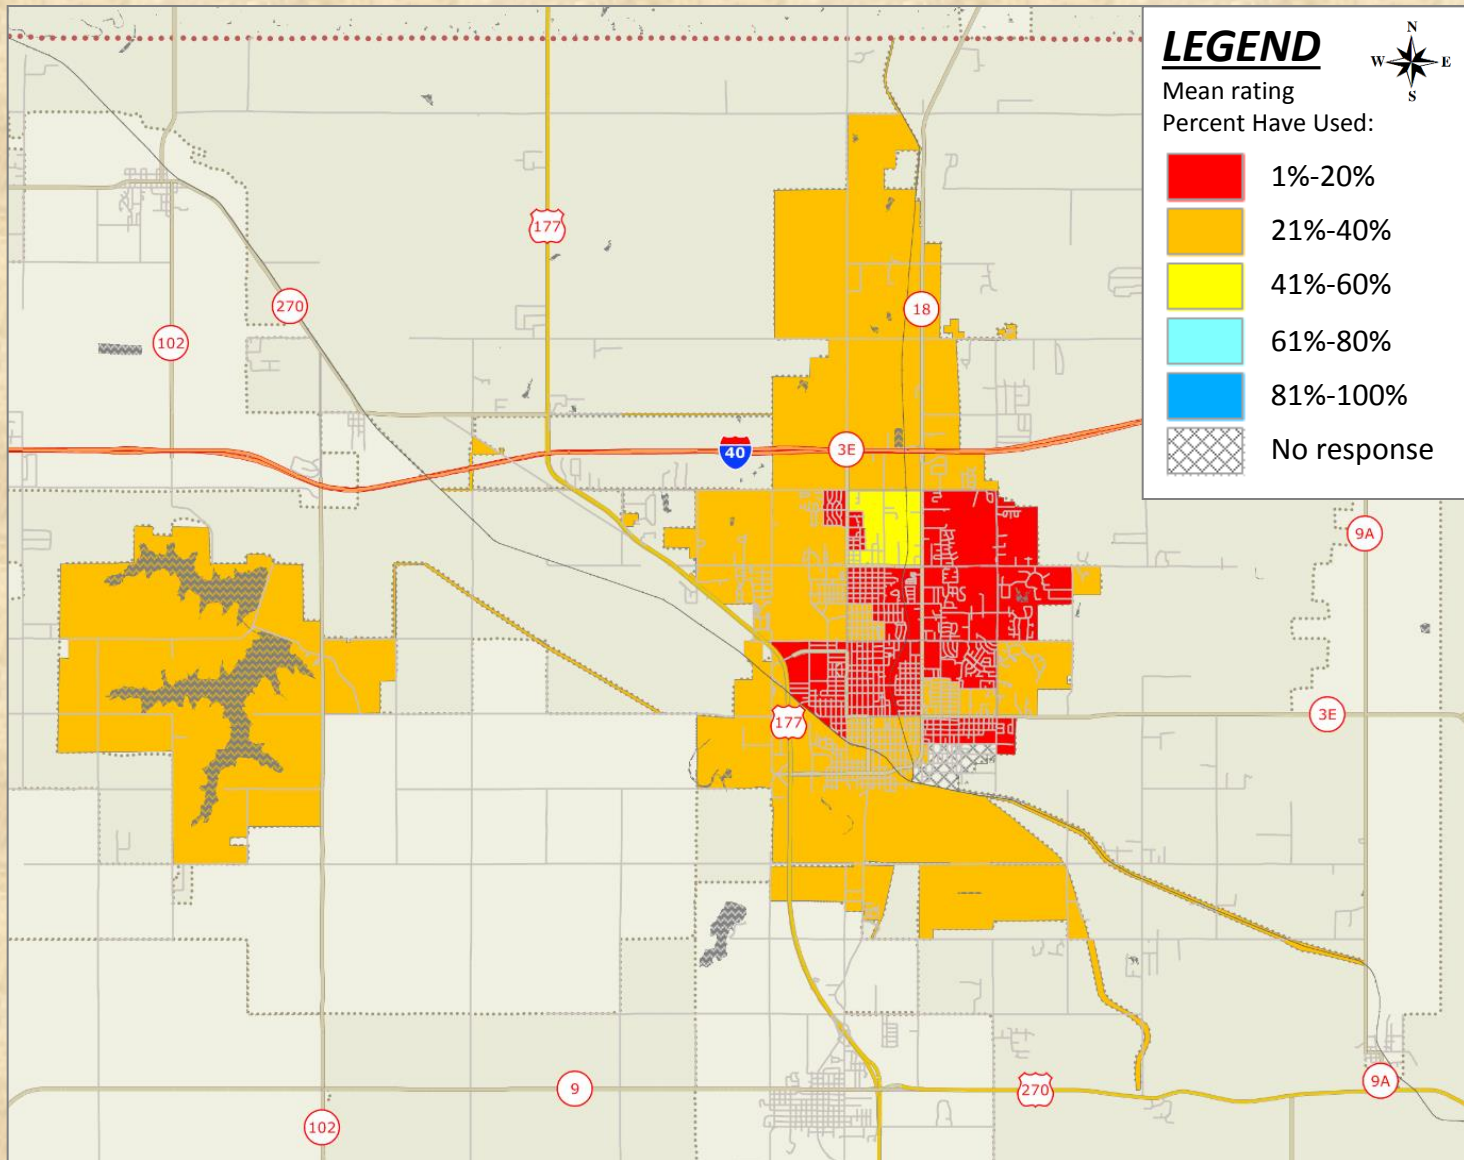 LEGEND
N
W
E
S
Mean rating
Percent Have Used:
1%-20%
21%-40%
41%-60%
61%-80%
81%-100%
No response
177
270
18
102
40
3E
9A
3E
177
9
270
9A
102